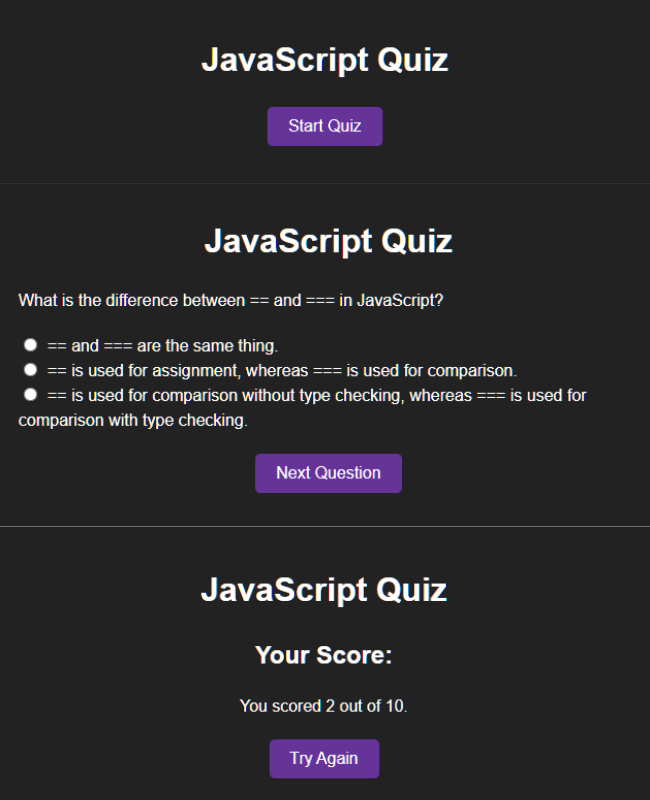 JavaScript Quiz
Start Quiz
JavaScript Quiz
What is the difference between == and === in JavaScript?
== and === are the same thing.
== is used for assignment, whereas === is used for comparison.
== is used for comparison without type checking, whereas === is used for
comparison with type checking.
Next Question
JavaScript Quiz
Your Score:
You scored 2 out of 10.
Try Again